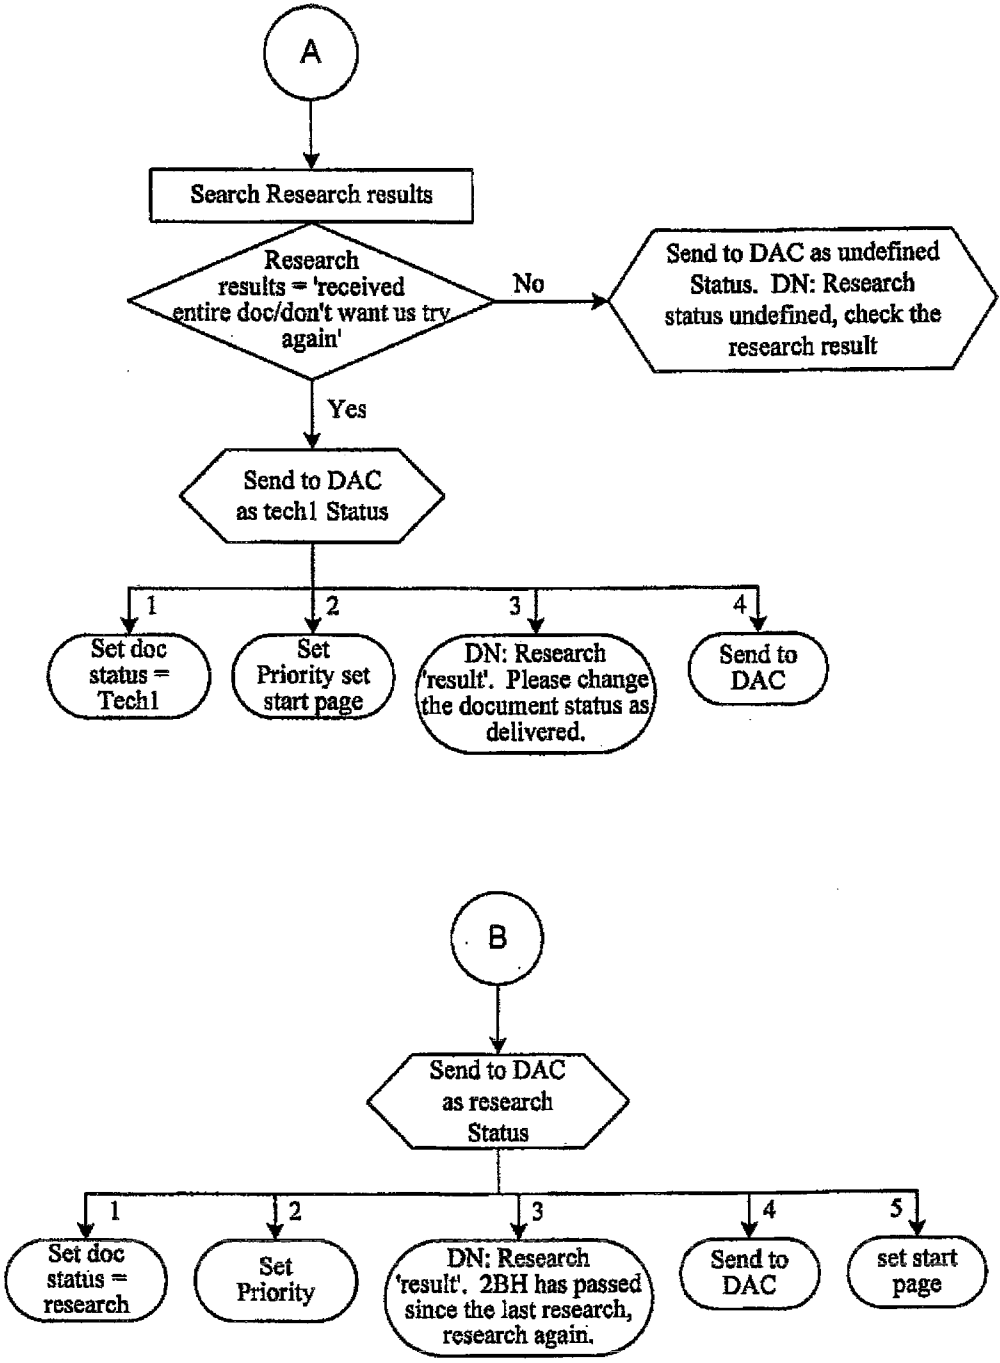 A
Search Research results
Research
results = 'received
entire doc/don't want us try
again'
No
Send to DAC as undefined
Status. DN: Research
status undefined, check the
research result
Yes
Send to DAC
as tech1 Status
1
2
3
4
Set doc
status =
Tech1
Set
Priority set
start page
DN: Research
'result'. Please change
the document status as
delivered.
Send to
DAC
B
Send to DAC
as research
Status
1
2
3
4
5
Set doc
status =
research
Set
Priority
DN: Research
'result'. 2BH has passed
since the last research,
research again.
Send to
DAC
set start
page